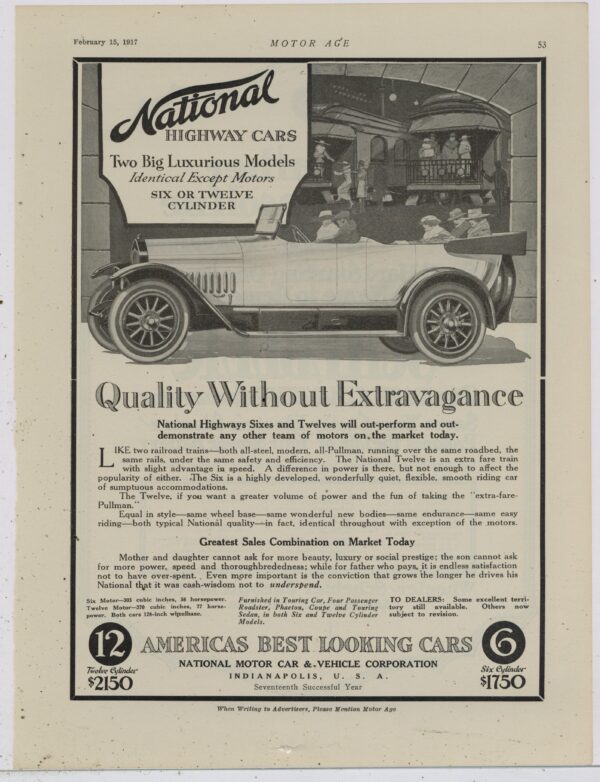 February 15, 1917
MOTOR AGE
53
National
HIGHWAY CARS
Two Big Luxurious Models
Identical Except Motors
SIX OR TWELVE
CYLINDER
Quality Without Extravagance
National Highways Sixes and Twelves will out-perform and out-
demonstrate any other team of motors on the market today.
LIKE two railroad trains—both all-steel, modern, all-Pullman, running over the same roadbed, the
same rails, under the same safety and efficiency. The National Twelve is an extra fare train
with slight advantage in speed. A difference in power is there, but not enough to affect the
popularity of either. The Six is a highly developed, wonderfully quiet, flexible, smooth riding car
of sumptuous accommodations.
The Twelve, if you want a greater volume of power and the fun of taking the "extra-fare-
Pullman."
Equal in style—same wheel base—same wonderful new bodies—same endurance—same easy
riding—both typical National quality—in fact, identical throughout with exception of the motors.
Greatest Sales Combination on Market Today
Mother and daughter cannot ask for more beauty, luxury or social prestige; the son cannot ask
for more power, speed and thoroughbredness; while for father who pays, it is endless satisfaction
not to have over-spent. Even more important is the conviction that grows the longer he drives his
National that it was cash-wisdom not to underspend.
Six Motor—303 cubic inches, 56 horsepower.
Twelve Motor—370 cubic inches, 77 horse-
power. Both cars 128-inch wheelbase.
Furnished in Touring Car, Four Passenger
Roadster, Phaeton, Coupe and Touring
Sedan, in both Six and Twelve Cylinder
Models.
TO DEALERS: Some excellent terri-
tory still available. Others now
subject to revision.
12
Twelve Cylinder
$2150
AMERICAS BEST LOOKING CARS
NATIONAL MOTOR CAR & VEHICLE CORPORATION
INDIANAPOLIS, U. S. A.
Seventeenth Successful Year
6
Six Cylinder
$1750
When Writing to Advertisers, Please Mention Motor Age